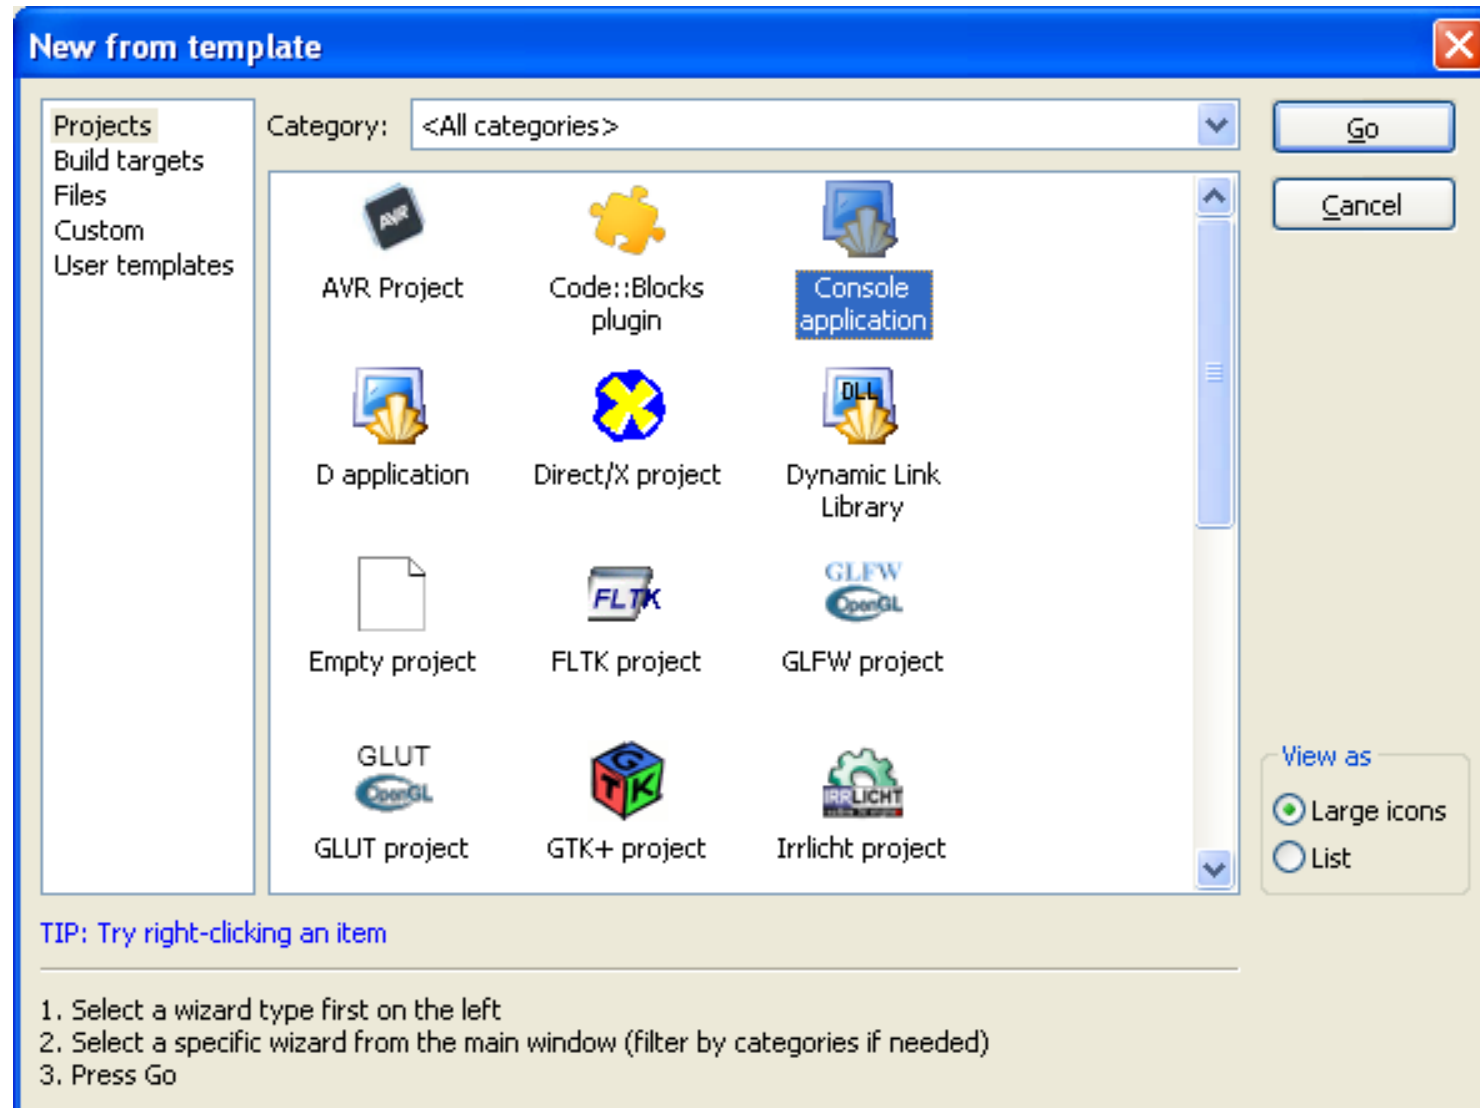 New from template
Projects
Build targets
Files
Custom
User templates
Category:
<All categories>
Go
Cancel
AVR
AVR Project
Code::Blocks
plugin
Console
application
D application
Direct/X project
DLL
Dynamic Link
Library
Empty project
FLTK
FLTK project
GLFW
OpenGL
GLFW project
GLUT
OpenGL
GLUT project
G
T K
GTK+ project
IRRLICHT
Irrlicht project
View as
Large icons
List
TIP: Try right-clicking an item
1. Select a wizard type first on the left
2. Select a specific wizard from the main window (filter by categories if needed)
3. Press Go